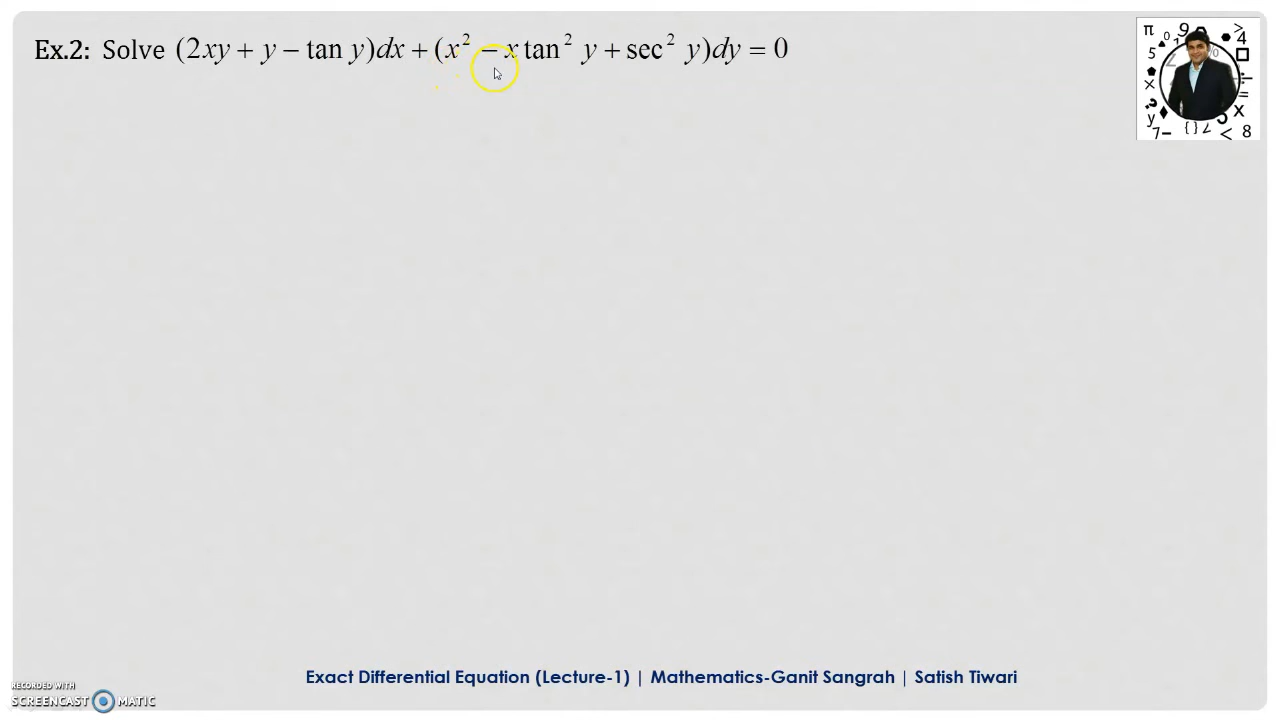 Ex.2: Solve (2xy + y − tan y)dx + (x² − x tan² y + sec² y)dy = 0
Exact Differential Equation (Lecture-1) | Mathematics-Ganit Sangrah | Satish Tiwari
RECORDED WITH
SCREENCAST MATIC